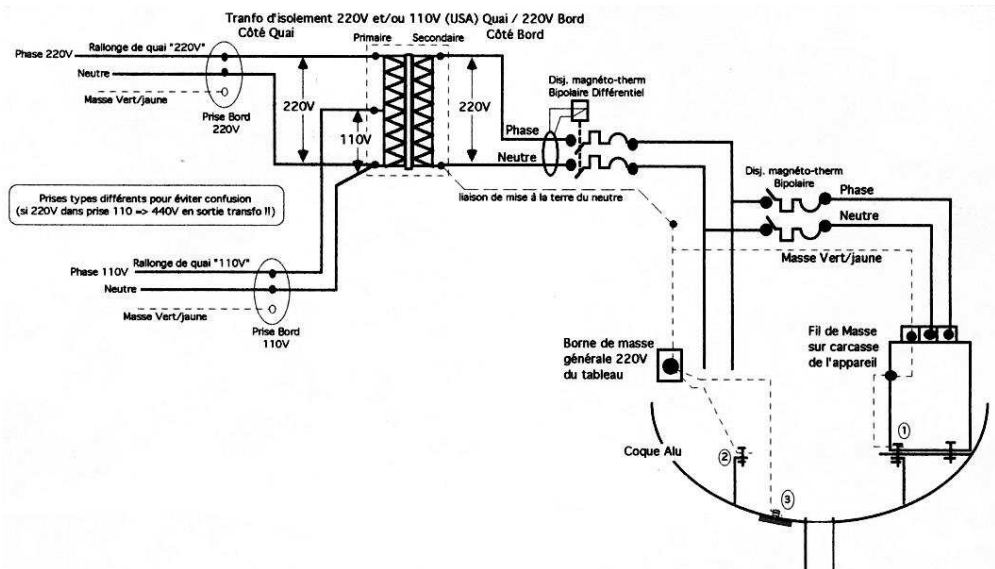 Tranfo d'isolement 220V et/ou 110V (USA) Quai / 220V Bord
Côté Quai
Primaire
Secondaire
Côté Bord
Rallonge de quai "220V"
Phase 220V
Neutre
Masse Vert/jaune
Prise Bord
220V
220V
110V
220V
Disj. magnéto-therm
Bipolaire Différentiel
Phase
Neutre
Prises types différents pour éviter confusion
(si 220V dans prise 110 => 440V en sortie transfo !!)
liaison de mise à la terre du neutre
Disj. magnéto-therm
Bipolaire
Phase
Neutre
Masse Vert/jaune
Rallonge de quai "110V"
Phase 110V
Neutre
Masse Vert/jaune
Prise Bord
110V
Borne de masse
générale 220V
du tableau
Fil de Masse
sur carcasse
de l'appareil
Coque Alu
1
2
3